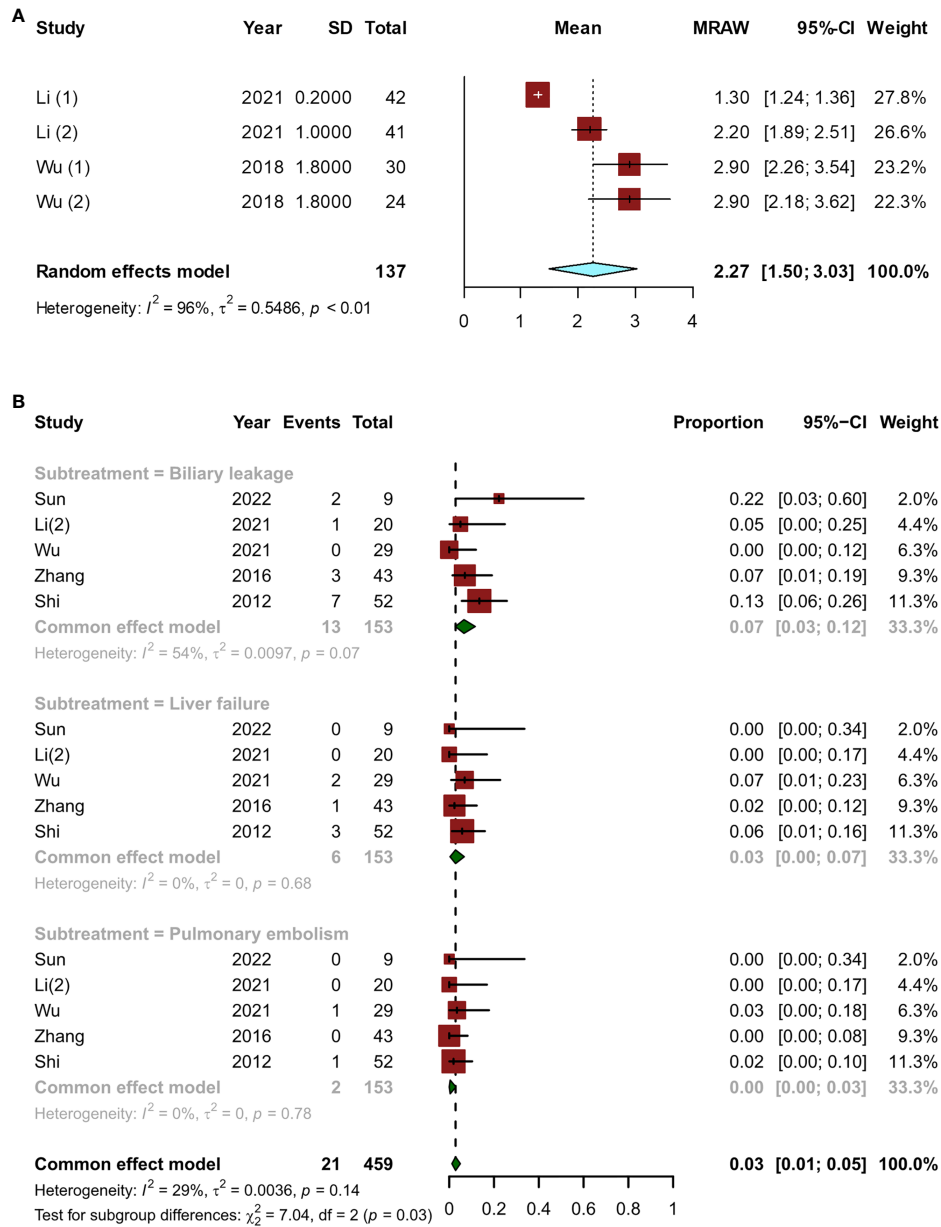 A
Study Year SD Total Mean MRAW 95%-CI Weight
Li (1) 2021 0.2000 42 1.30 [1.24; 1.36] 27.8%
Li (2) 2021 1.0000 41 2.20 [1.89; 2.51] 26.6%
Wu (1) 2018 1.8000 30 2.90 [2.26; 3.54] 23.2%
Wu (2) 2018 1.8000 24 2.90 [2.18; 3.62] 22.3%
Random effects model 137 2.27 [1.50; 3.03] 100.0%
Heterogeneity: I² = 96%, τ² = 0.5486, p < 0.01
0 1 2 3 4
B
Study Year Events Total Proportion 95%−CI Weight
Subtreatment = Biliary leakage
Sun 2022 2 9 0.22 [0.03; 0.60] 2.0%
Li(2) 2021 1 20 0.05 [0.00; 0.25] 4.4%
Wu 2021 0 29 0.00 [0.00; 0.12] 6.3%
Zhang 2016 3 43 0.07 [0.01; 0.19] 9.3%
Shi 2012 7 52 0.13 [0.06; 0.26] 11.3%
Common effect model 13 153 0.07 [0.03; 0.12] 33.3%
Heterogeneity: I² = 54%, τ² = 0.0097, p = 0.07
Subtreatment = Liver failure
Sun 2022 0 9 0.00 [0.00; 0.34] 2.0%
Li(2) 2021 0 20 0.00 [0.00; 0.17] 4.4%
Wu 2021 2 29 0.07 [0.01; 0.23] 6.3%
Zhang 2016 1 43 0.02 [0.00; 0.12] 9.3%
Shi 2012 3 52 0.06 [0.01; 0.16] 11.3%
Common effect model 6 153 0.03 [0.00; 0.07] 33.3%
Heterogeneity: I² = 0%, τ² = 0, p = 0.68
Subtreatment = Pulmonary embolism
Sun 2022 0 9 0.00 [0.00; 0.34] 2.0%
Li(2) 2021 0 20 0.00 [0.00; 0.17] 4.4%
Wu 2021 1 29 0.03 [0.00; 0.18] 6.3%
Zhang 2016 0 43 0.00 [0.00; 0.08] 9.3%
Shi 2012 1 52 0.02 [0.00; 0.10] 11.3%
Common effect model 2 153 0.00 [0.00; 0.03] 33.3%
Heterogeneity: I² = 0%, τ² = 0, p = 0.78
Common effect model 21 459 0.03 [0.01; 0.05] 100.0%
Heterogeneity: I² = 29%, τ² = 0.0036, p = 0.14
Test for subgroup differences: χ²₂ = 7.04, df = 2 (p = 0.03)
0 0.2 0.4 0.6 0.8 1